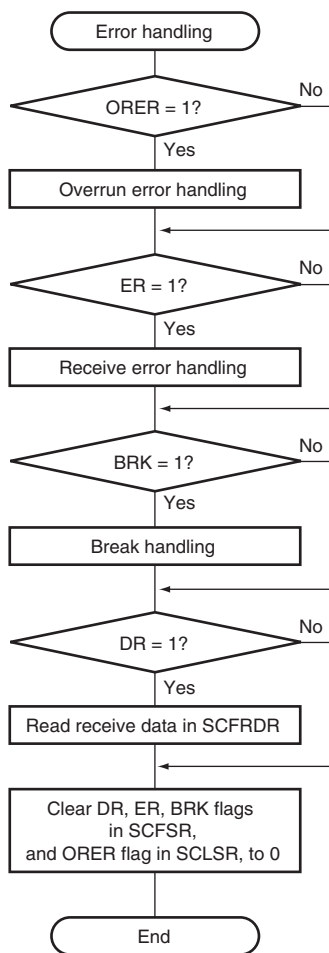 Error handling
ORER = 1?
No
Yes
Overrun error handling
ER = 1?
No
Yes
Receive error handling
BRK = 1?
No
Yes
Break handling
DR = 1?
No
Yes
Read receive data in SCFRDR
Clear DR, ER, BRK flags
in SCFSR,
and ORER flag in SCLSR, to 0
End